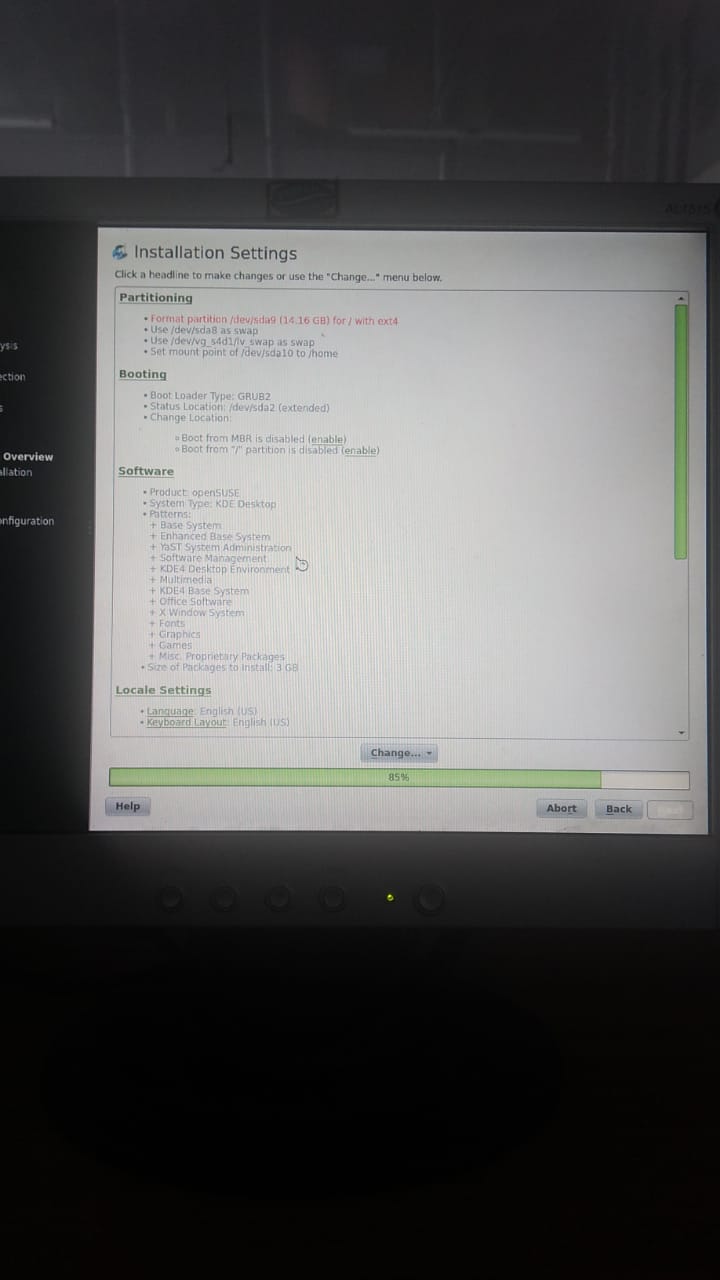 Installation Settings
Click a headline to make changes or use the "Change..." menu below.
Partitioning
• Format partition /dev/sda9 (14.16 GB) for / with ext4
• Use /dev/sda8 as swap
• Use /dev/vg_s4d1/lv_swap as swap
• Set mount point of /dev/sda10 to /home
Booting
• Boot Loader Type: GRUB2
• Status Location: /dev/sda2 (extended)
• Change Location:
Boot from MBR is disabled (enable)
Boot from "/" partition is disabled (enable)
Software
• Product: openSUSE
• System Type: KDE Desktop
• Patterns:
+ Base System
+ Enhanced Base System
+ YaST System Administration
+ Software Management
+ KDE4 Desktop Environment
+ Multimedia
+ KDE4 Base System
+ Office Software
+ X Window System
+ Fonts
+ Graphics
+ Games
+ Misc. Proprietary Packages
• Size of Packages to Install: 3 GB
Locale Settings
• Language: English (US)
• Keyboard Layout: English (US)
Change...
85%
Help
Abort
Back
ysis
ection
s
Overview
allation
onfiguration